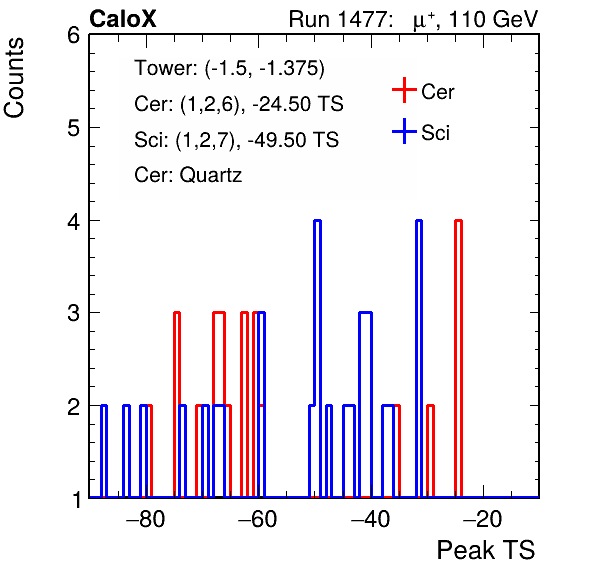 CaloX Run 1477: μ⁺, 110 GeV
Counts
Tower: (-1.5, -1.375)
Cer: (1,2,6), -24.50 TS
Sci: (1,2,7), -49.50 TS
Cer: Quartz
Cer
Sci
6
5
4
3
2
1
−80 −60 −40 −20
Peak TS